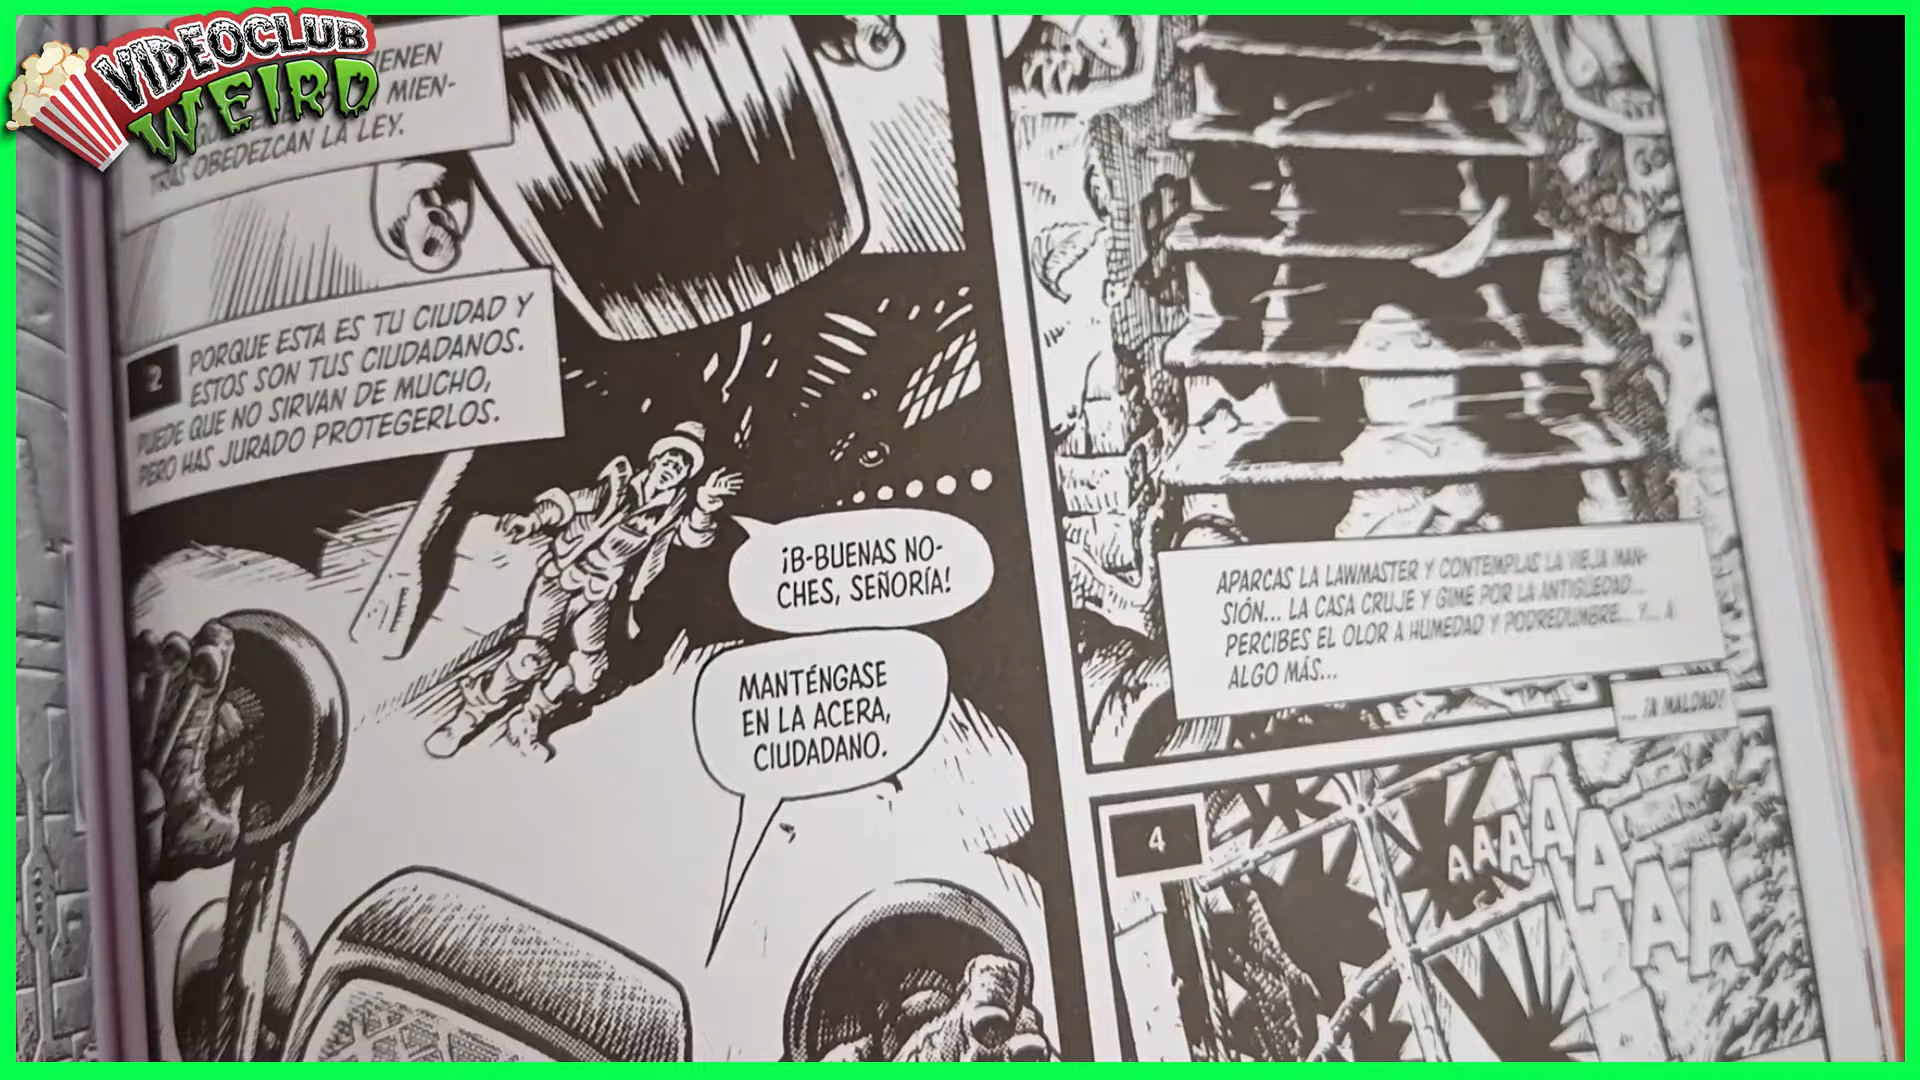 VIDEOCLUB
WEIRD
MIEN-
TRAS OBEDEZCAN LA LEY.
2
PORQUE ESTA ES TU CIUDAD Y
ESTOS SON TUS CIUDADANOS.
PUEDE QUE NO SIRVAN DE MUCHO,
PERO HAS JURADO PROTEGERLOS.
¡B-BUENAS NO-
CHES, SEÑORÍA!
MANTÉNGASE
EN LA ACERA,
CIUDADANO.
APARCAS LA LAWMASTER Y CONTEMPLAS LA VIEJA MAN-
SIÓN... LA CASA CRUJE Y GIME POR LA ANTIGÜEDAD...
PERCIBES EL OLOR A HUMEDAD Y PODREDUMBRE... Y... A
ALGO MÁS...
... ¡A MALDAD!
4
AAAAAAA